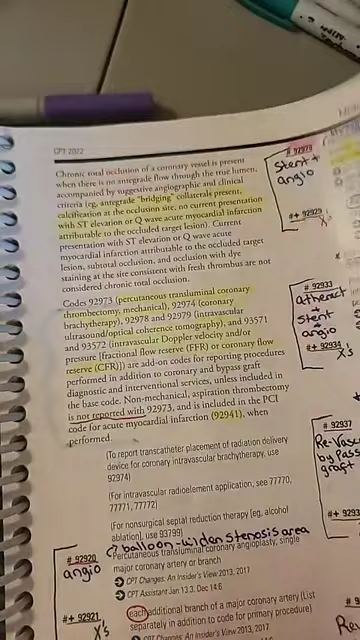 CPT 2022
Chronic total occlusion of a coronary vessel is present
when there is no antegrade flow through the true lumen,
accompanied by suggestive angiographic and clinical
criteria (eg, antegrade "bridging" collaterals present,
calcification at the occlusion site, no current presentation
with ST elevation or Q wave acute myocardial infarction
attributable to the occluded target lesion). Current
presentation with ST elevation or Q wave acute
myocardial infarction attributable to the occluded target
lesion, subtotal occlusion, and occlusion with dye
staining at the site consistent with fresh thrombus are not
considered chronic total occlusion.
Codes 92973 (percutaneous transluminal coronary
thrombectomy, mechanical), 92974 (coronary
brachytherapy), 92978 and 92979 (intravascular
ultrasound/optical coherence tomography), and 93571
and 93572 (intravascular Doppler velocity and/or
pressure [fractional flow reserve (FFR) or coronary flow
reserve (CFR)]) are add-on codes for reporting procedures
performed in addition to coronary and bypass graft
diagnostic and interventional services, unless included in
the base code. Non-mechanical, aspiration thrombectomy
is not reported with 92973, and is included in the PCI
code for acute myocardial infarction (92941), when
performed.
(To report transcatheter placement of radiation delivery
device for coronary intravascular brachytherapy, use
92974)
(For intravascular radioelement application, see 77770,
77771, 77772)
(For nonsurgical septal reduction therapy [eg, alcohol
ablation], use 93799)
balloon-widen stenosis area
# 92920
angio
Percutaneous transluminal coronary angioplasty; single
major coronary artery or branch
CPT Changes: An Insider's View 2013, 2017
CPT Assistant Jan 13:3, Dec 14:6
#+ 92921
X's
each additional branch of a major coronary artery (List
separately in addition to code for primary procedure)
CPT Changes: An Insider's View 2013, 2017
stent +
angio
#+ 92929
X's
# 92933
atherect
+
stent
+
angio
#+ 92934
X's
# 92937
Re-Vasc
by Pass
graft